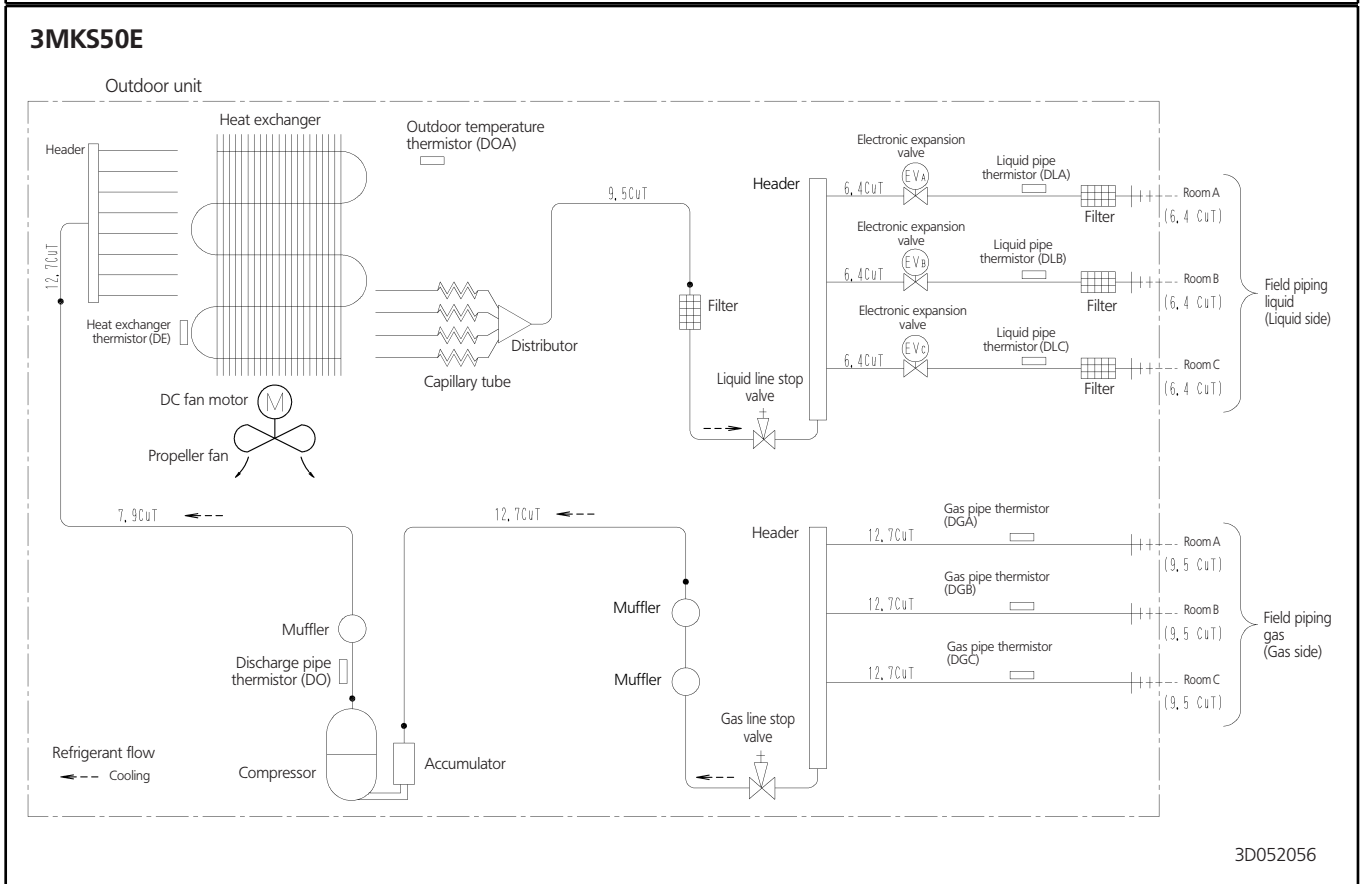 3MKS50E
Outdoor unit
Header
Heat exchanger
Outdoor temperature
thermistor (DOA)
12,7CuT
Heat exchanger
thermistor (DE)
DC fan motor
M
Propeller fan
Capillary tube
Distributor
9,5CuT
Filter
Liquid line stop
valve
Header
Electronic expansion
valve
EVA
6,4CuT
Liquid pipe
thermistor (DLA)
Filter
Room A
(6,4 CuT)
Electronic expansion
valve
EVB
6,4CuT
Liquid pipe
thermistor (DLB)
Filter
Room B
(6,4 CuT)
Electronic expansion
valve
EVC
6,4CuT
Liquid pipe
thermistor (DLC)
Filter
Room C
(6,4 CuT)
Field piping
liquid
(Liquid side)
7,9CuT
Muffler
Discharge pipe
thermistor (DO)
Compressor
Accumulator
12,7CuT
Muffler
Muffler
Gas line stop
valve
Header
12,7CuT
Gas pipe thermistor
(DGA)
Room A
(9,5 CuT)
12,7CuT
Gas pipe thermistor
(DGB)
Room B
(9,5 CuT)
12,7CuT
Gas pipe thermistor
(DGC)
Room C
(9,5 CuT)
Field piping
gas
(Gas side)
Refrigerant flow
Cooling
3D052056